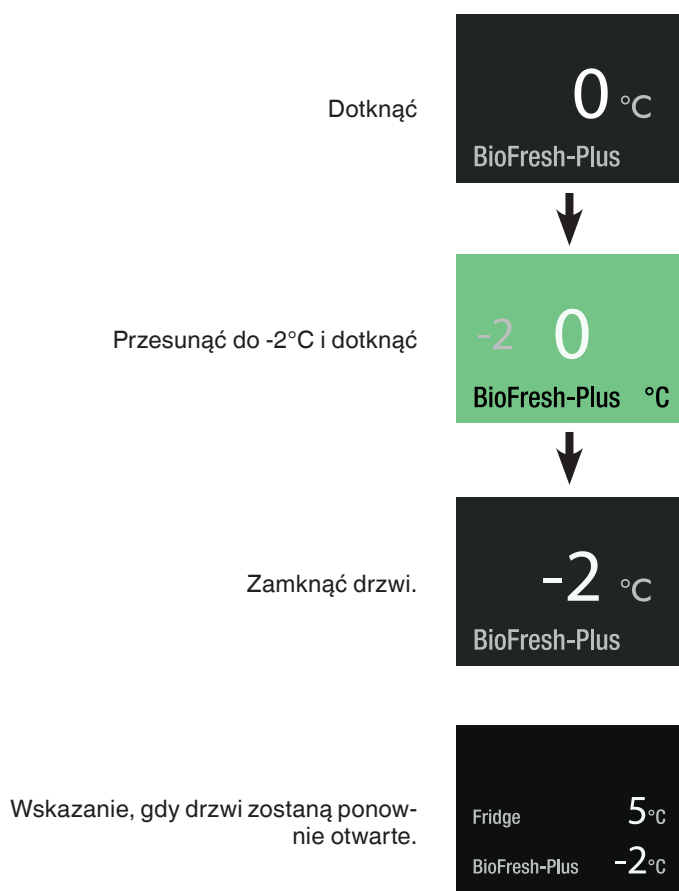 Dotknąć
0 °C
BioFresh-Plus
Przesunąć do -2°C i dotknąć
-2 0
BioFresh-Plus °C
Zamknąć drzwi.
-2 °C
BioFresh-Plus
Wskazanie, gdy drzwi zostaną ponow-
nie otwarte.
Fridge 5°C
BioFresh-Plus -2°C